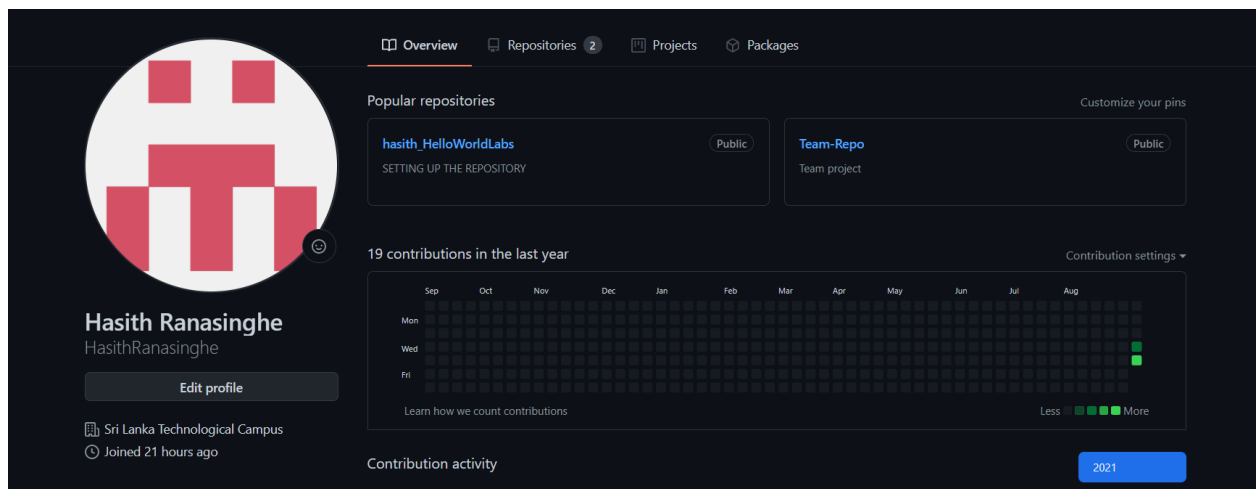 Overview Repositories 2 Projects Packages
Popular repositories Customize your pins
hasith_HelloWorldLabs Public
SETTING UP THE REPOSITORY
Team-Repo Public
Team project
19 contributions in the last year Contribution settings
Sep Oct Nov Dec Jan Feb Mar Apr May Jun Jul Aug
Mon
Wed
Fri
Learn how we count contributions Less More
Hasith Ranasinghe
HasithRanasinghe
Edit profile
Sri Lanka Technological Campus
Joined 21 hours ago
Contribution activity 2021